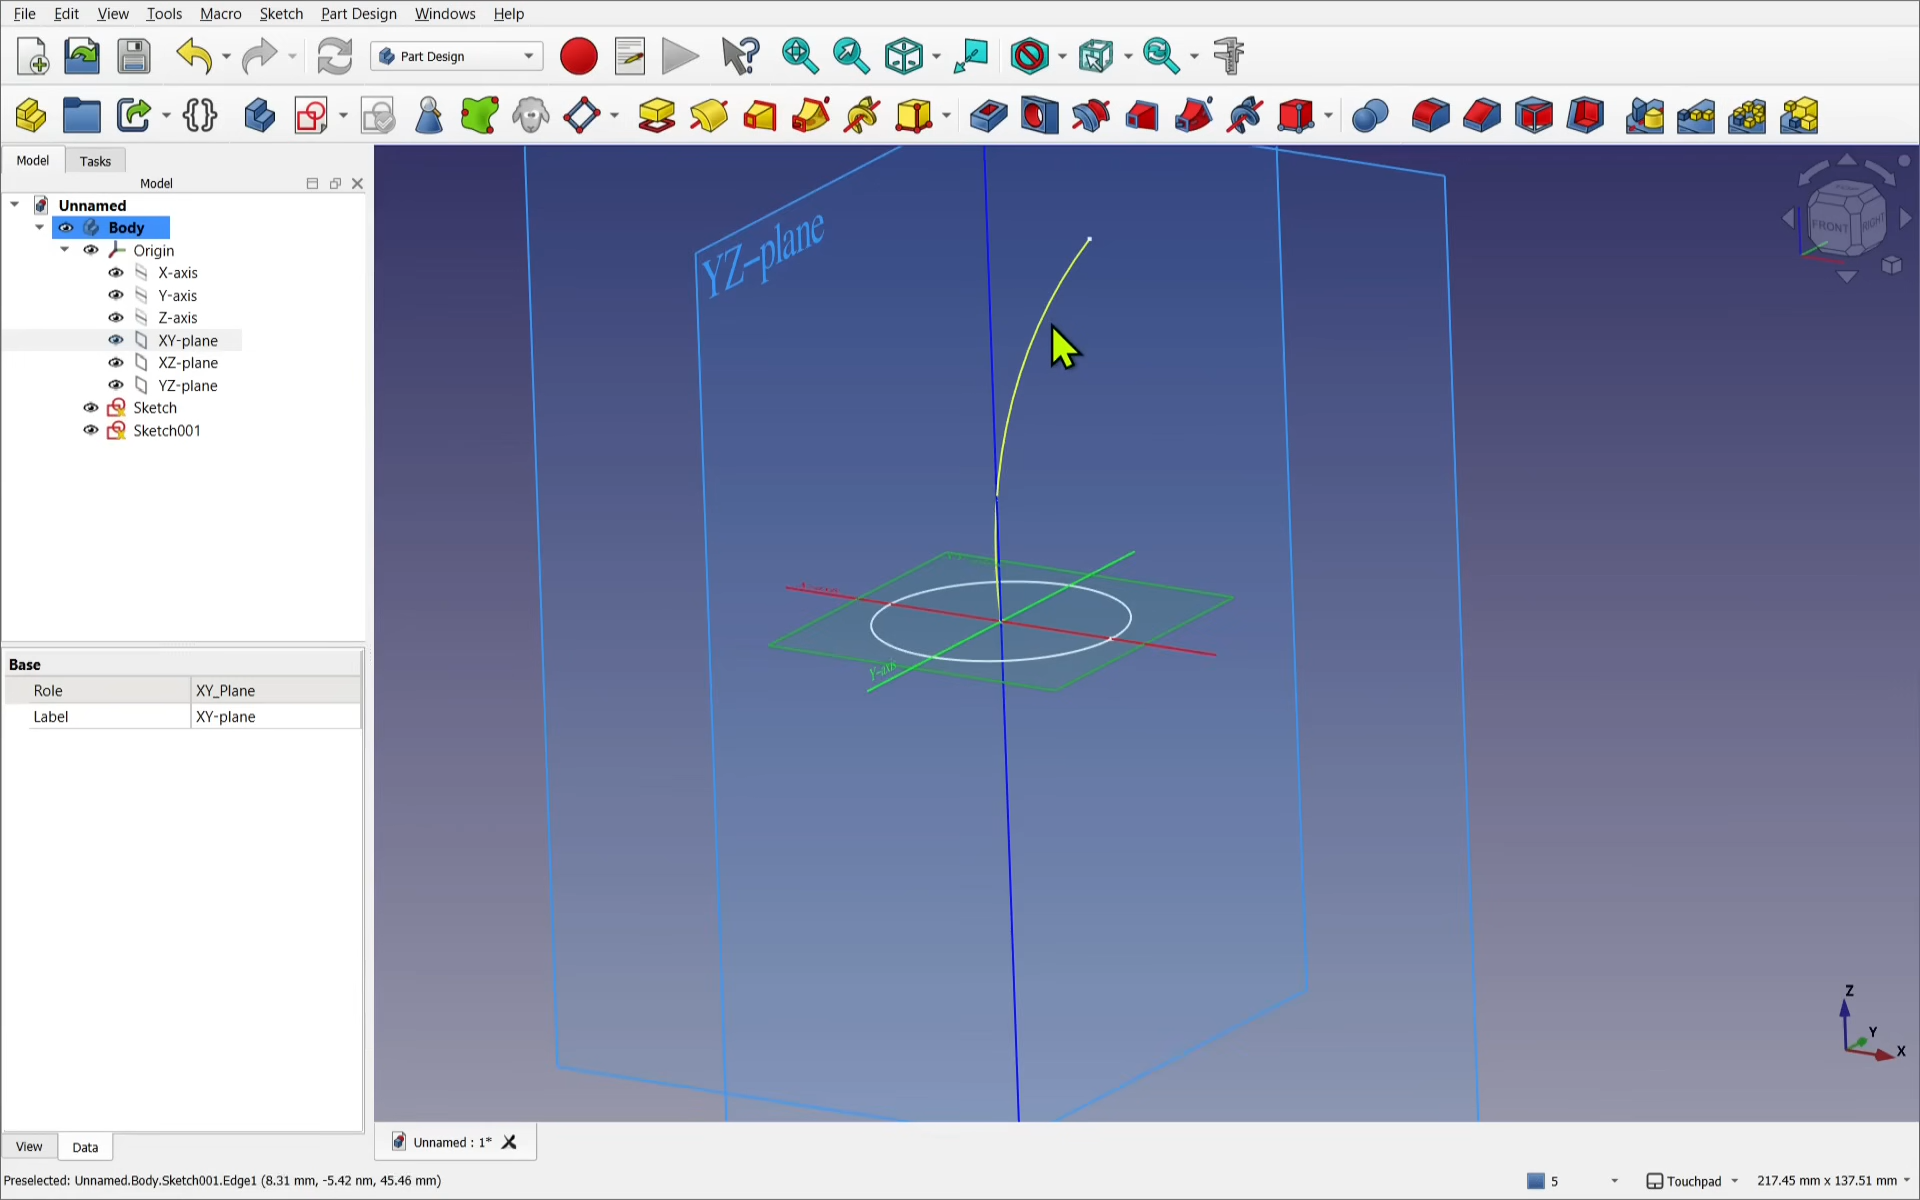 File Edit View Tools Macro Sketch Part Design Windows Help
Part Design
Model Tasks
Model
Unnamed
Body
Origin
X-axis
Y-axis
Z-axis
XY-plane
XZ-plane
YZ-plane
Sketch
Sketch001
Base
Role XY_Plane
Label XY-plane
View Data
YZ-plane
Y-axis
FRONT RIGHT
Z
Y
X
Unnamed : 1*
Preselected: Unnamed.Body.Sketch001.Edge1 (8.31 mm, -5.42 nm, 45.46 mm)
5 Touchpad 217.45 mm x 137.51 mm